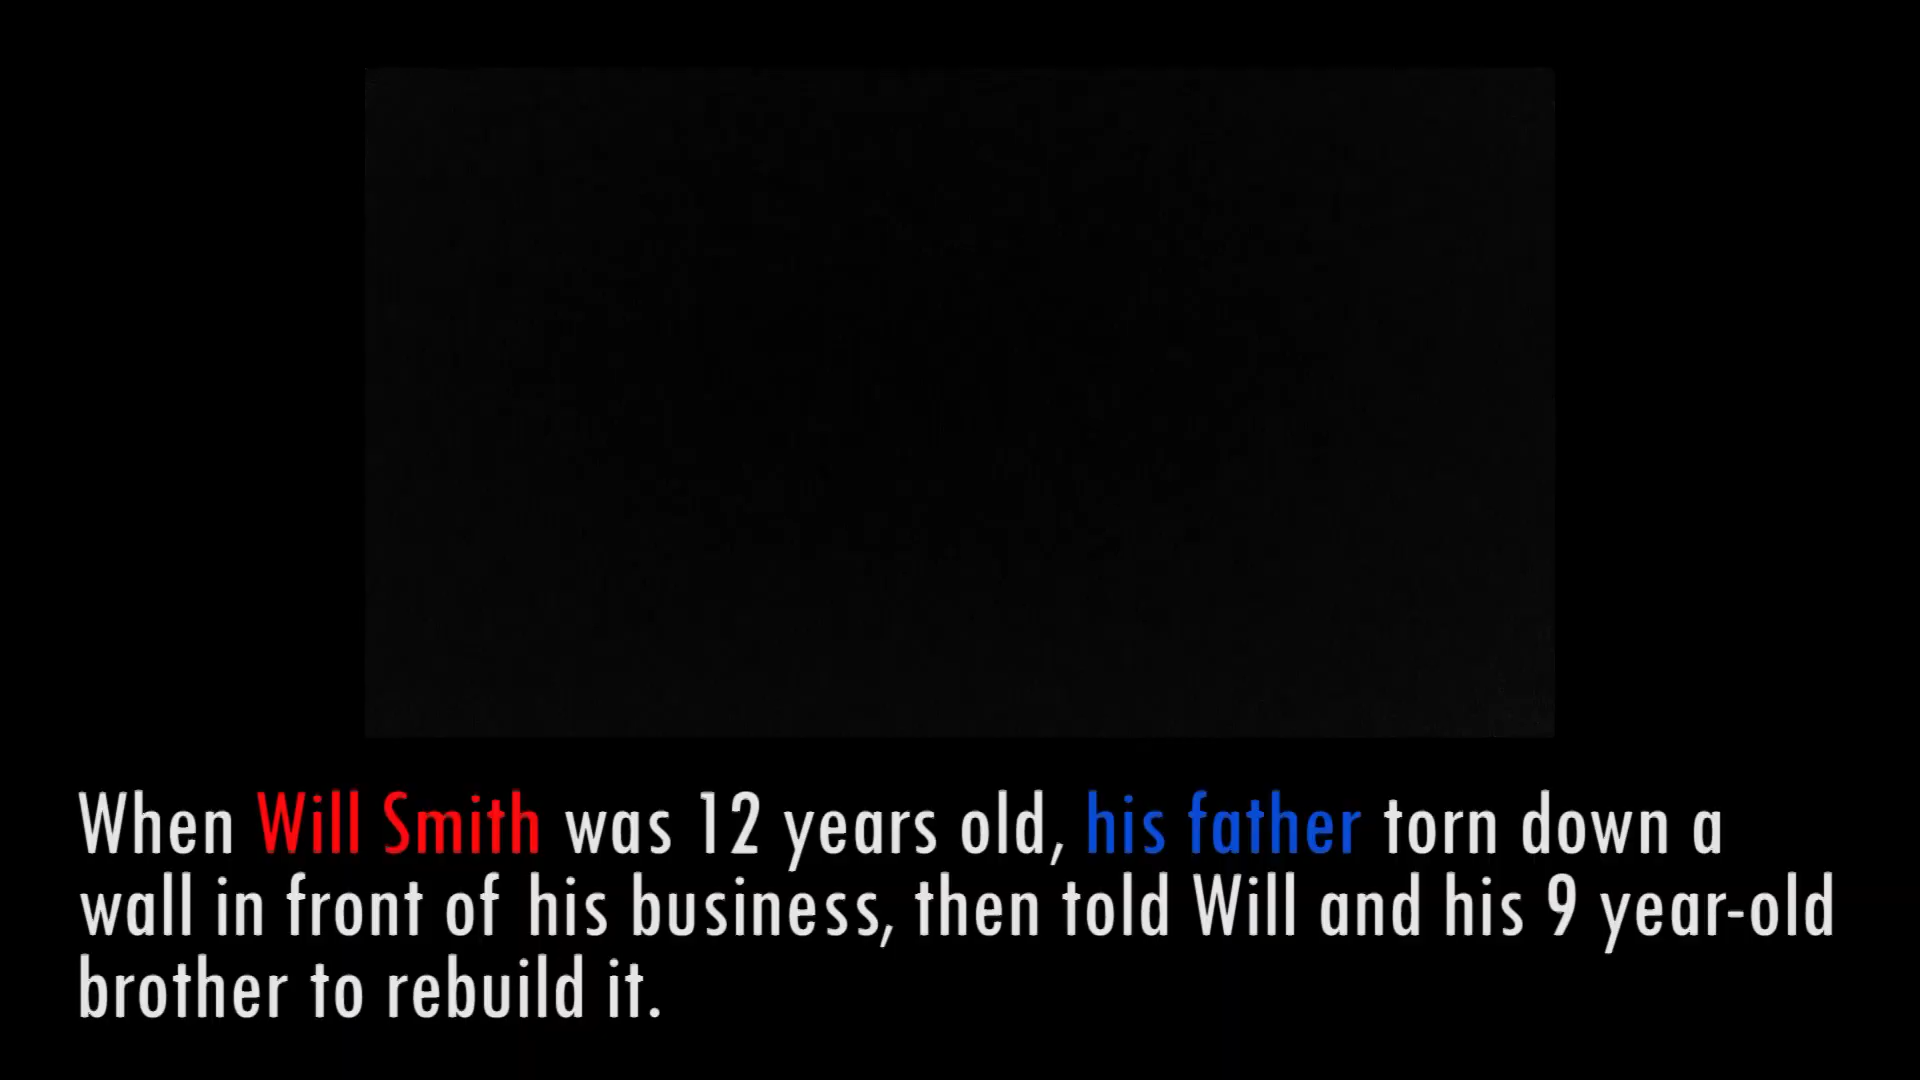 When Will Smith was 12 years old, his father torn down a
wall in front of his business, then told Will and his 9 year-old
brother to rebuild it.